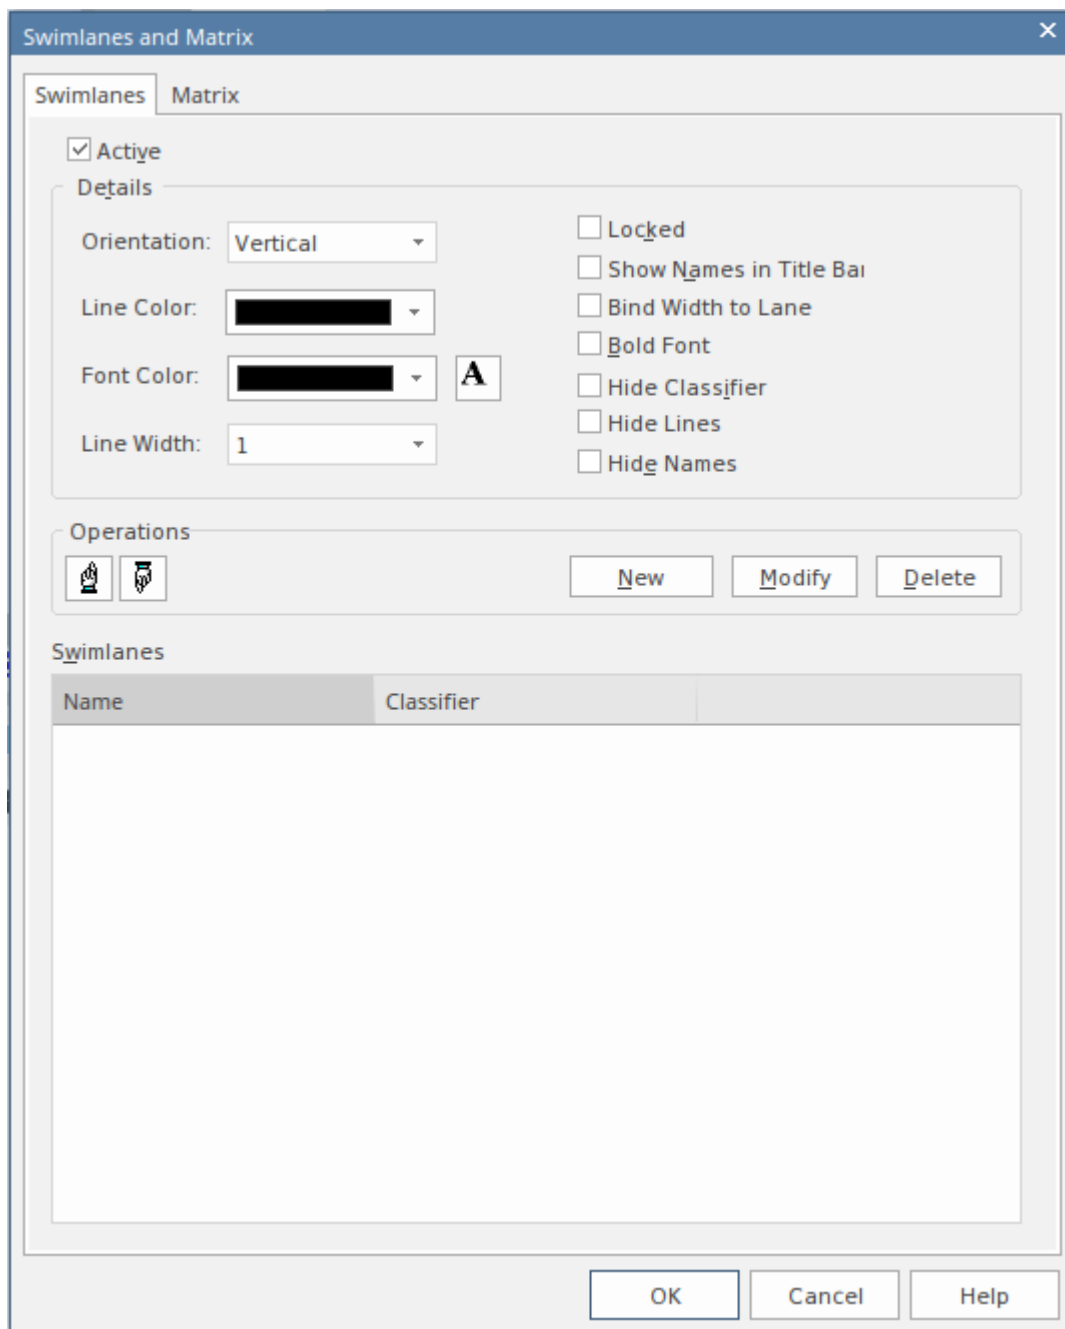 Swimlanes and Matrix
Swimlanes Matrix
Active
Details
Orientation: Vertical
Line Color:
Font Color: A
Line Width: 1
Locked
Show Names in Title Bar
Bind Width to Lane
Bold Font
Hide Classifier
Hide Lines
Hide Names
Operations
New Modify Delete
Swimlanes
Name Classifier
OK Cancel Help